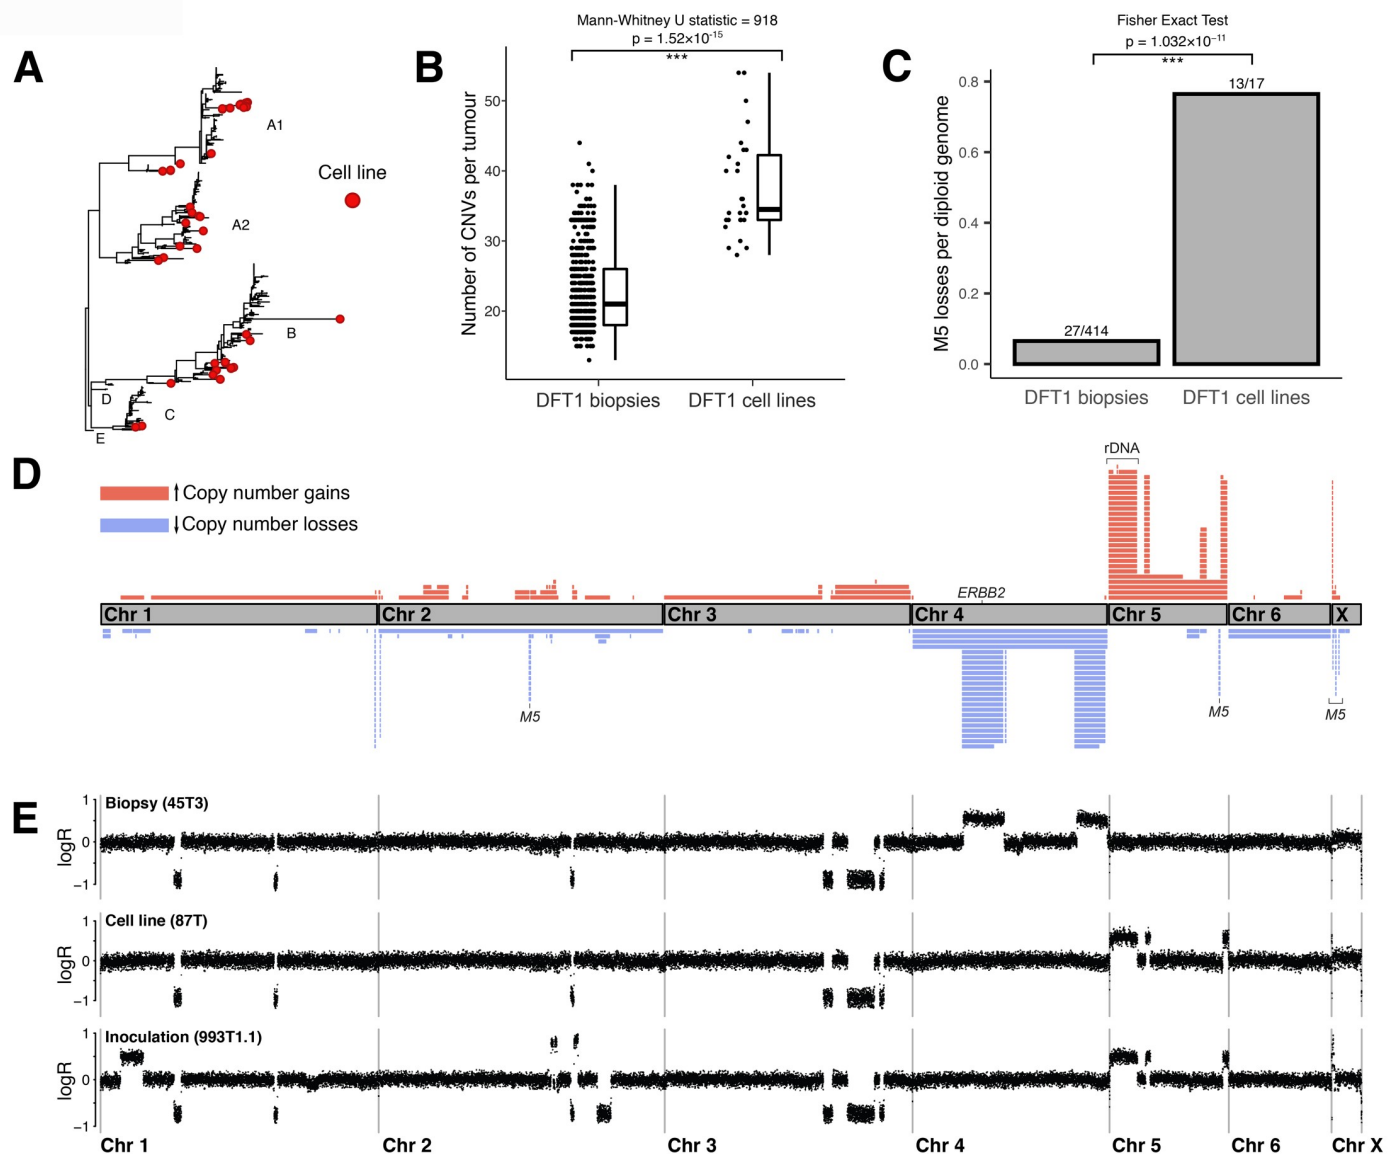 A
A1
Cell line
A2
B
D
C
E
B
Mann-Whitney U statistic = 918
p = 1.52×10⁻¹⁵
***
Number of CNVs per tumour
50
40
30
20
DFT1 biopsies
DFT1 cell lines
C
Fisher Exact Test
p = 1.032×10⁻¹¹
***
M5 losses per diploid genome
0.8
0.6
0.4
0.2
0.0
13/17
27/414
DFT1 biopsies
DFT1 cell lines
D
↑ Copy number gains
↓ Copy number losses
rDNA
ERBB2
Chr 1
Chr 2
Chr 3
Chr 4
Chr 5
Chr 6
X
M5
M5
M5
E
Biopsy (45T3)
logR
1
0
−1
Cell line (87T)
logR
1
0
−1
Inoculation (993T1.1)
logR
1
0
−1
Chr 1
Chr 2
Chr 3
Chr 4
Chr 5
Chr 6
Chr X